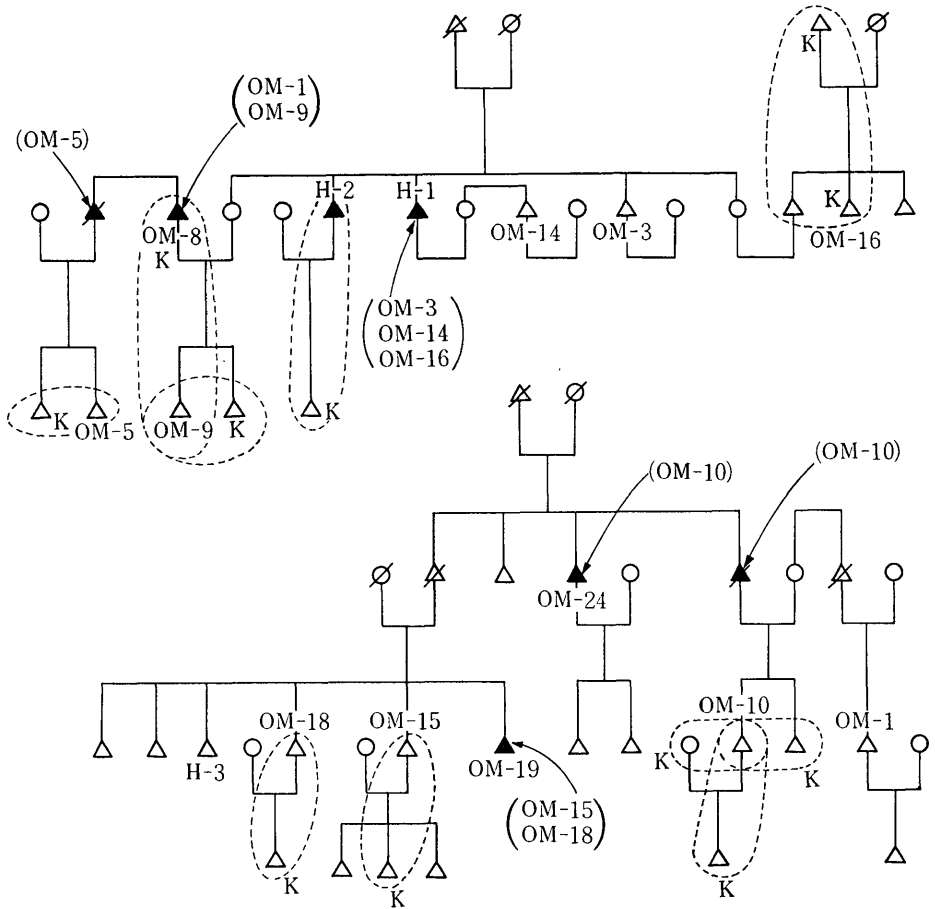 K
(OM-1
OM-9)
(OM-5)
H-2
H-1
K
OM-8
OM-14
OM-3
OM-16
K
(OM-3
OM-14
OM-16)
K
OM-5
OM-9
K
K
(OM-10)
(OM-10)
OM-24
OM-18
OM-15
OM-10
OM-1
H-3
OM-19
K
K
(OM-15
OM-18)
K
K
K